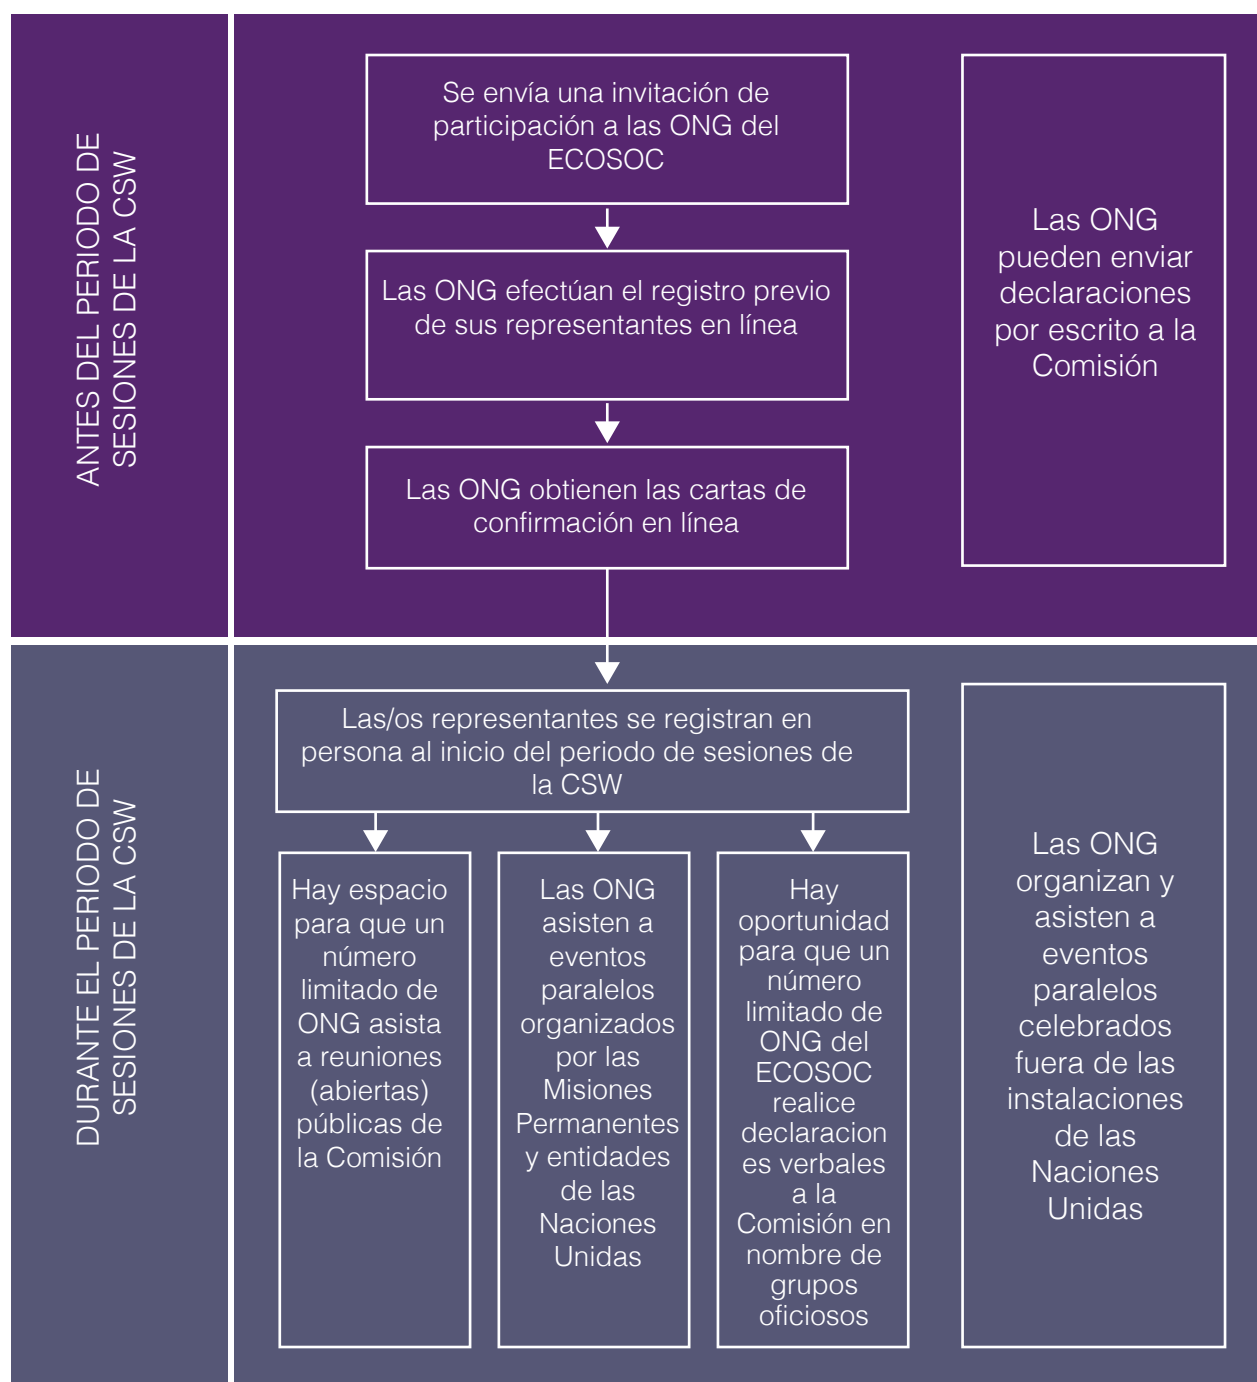 ANTES DEL PERIODO DE
SESIONES DE LA CSW
Se envía una invitación de
participación a las ONG del
ECOSOC
Las ONG efectúan el registro previo
de sus representantes en línea
Las ONG obtienen las cartas de
confirmación en línea
Las ONG
pueden enviar
declaraciones
por escrito a la
Comisión
DURANTE EL PERIODO DE
SESIONES DE LA CSW
Las/os representantes se registran en
persona al inicio del periodo de sesiones de
la CSW
Hay espacio
para que un
número
limitado de
ONG asista
a reuniones
(abiertas)
públicas de
la Comisión
Las ONG
asisten a
eventos
paralelos
organizados
por las
Misiones
Permanentes
y entidades
de las
Naciones
Unidas
Hay
oportunidad
para que un
número
limitado de
ONG del
ECOSOC
realice
declaracion
es verbales
a la
Comisión en
nombre de
grupos
oficiosos
Las ONG
organizan y
asisten a
eventos
paralelos
celebrados
fuera de las
instalaciones
de las
Naciones
Unidas